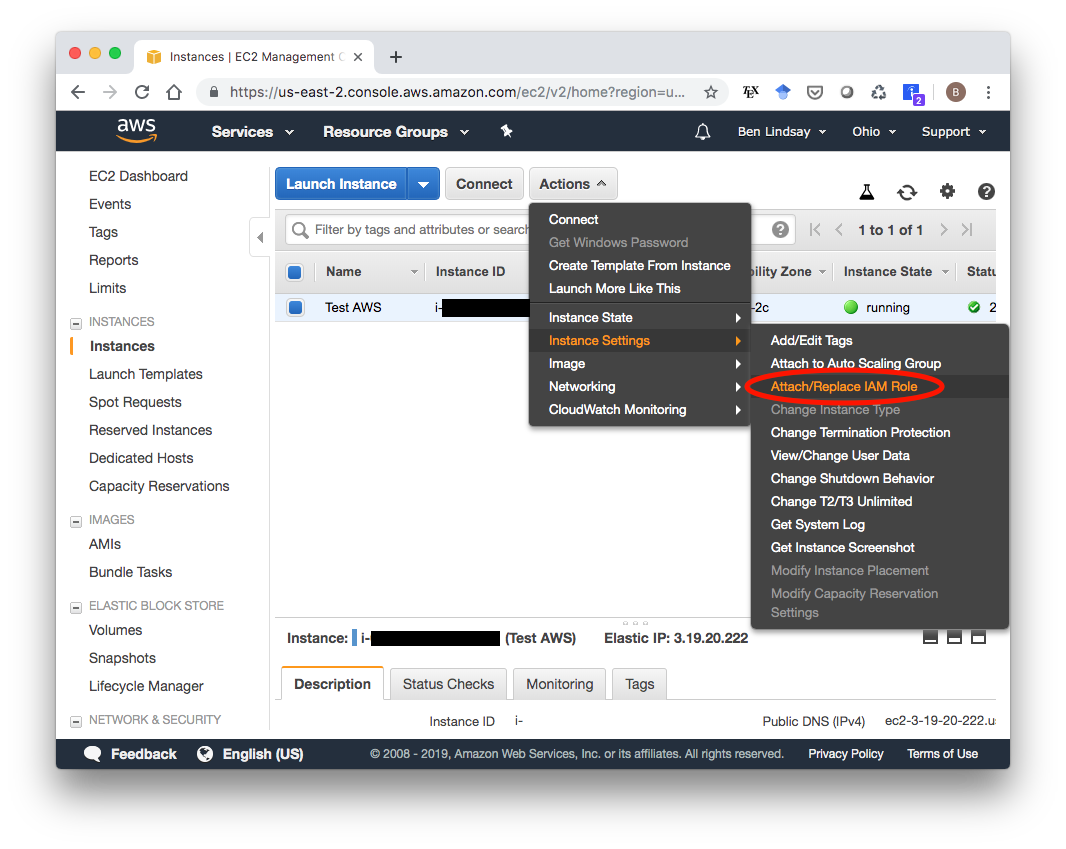 Instances | EC2 Management C
https://us-east-2.console.aws.amazon.com/ec2/v2/home?region=u...
TEX
2
B
aws
Services
Resource Groups
Ben Lindsay
Ohio
Support
EC2 Dashboard
Events
Tags
Reports
Limits
INSTANCES
Instances
Launch Templates
Spot Requests
Reserved Instances
Dedicated Hosts
Capacity Reservations
IMAGES
AMIs
Bundle Tasks
ELASTIC BLOCK STORE
Volumes
Snapshots
Lifecycle Manager
NETWORK & SECURITY
Launch Instance
Connect
Actions
Filter by tags and attributes or search
1 to 1 of 1
Name
Instance ID
bility Zone
Instance State
Statu
Test AWS
i-
-2c
running
2
Connect
Get Windows Password
Create Template From Instance
Launch More Like This
Instance State
Instance Settings
Image
Networking
CloudWatch Monitoring
Add/Edit Tags
Attach to Auto Scaling Group
Attach/Replace IAM Role
Change Instance Type
Change Termination Protection
View/Change User Data
Change Shutdown Behavior
Change T2/T3 Unlimited
Get System Log
Get Instance Screenshot
Modify Instance Placement
Modify Capacity Reservation
Settings
Instance: i- (Test AWS) Elastic IP: 3.19.20.222
Description
Status Checks
Monitoring
Tags
Instance ID i-
Public DNS (IPv4) ec2-3-19-20-222.us
Feedback
English (US)
© 2008 - 2019, Amazon Web Services, Inc. or its affiliates. All rights reserved.
Privacy Policy
Terms of Use